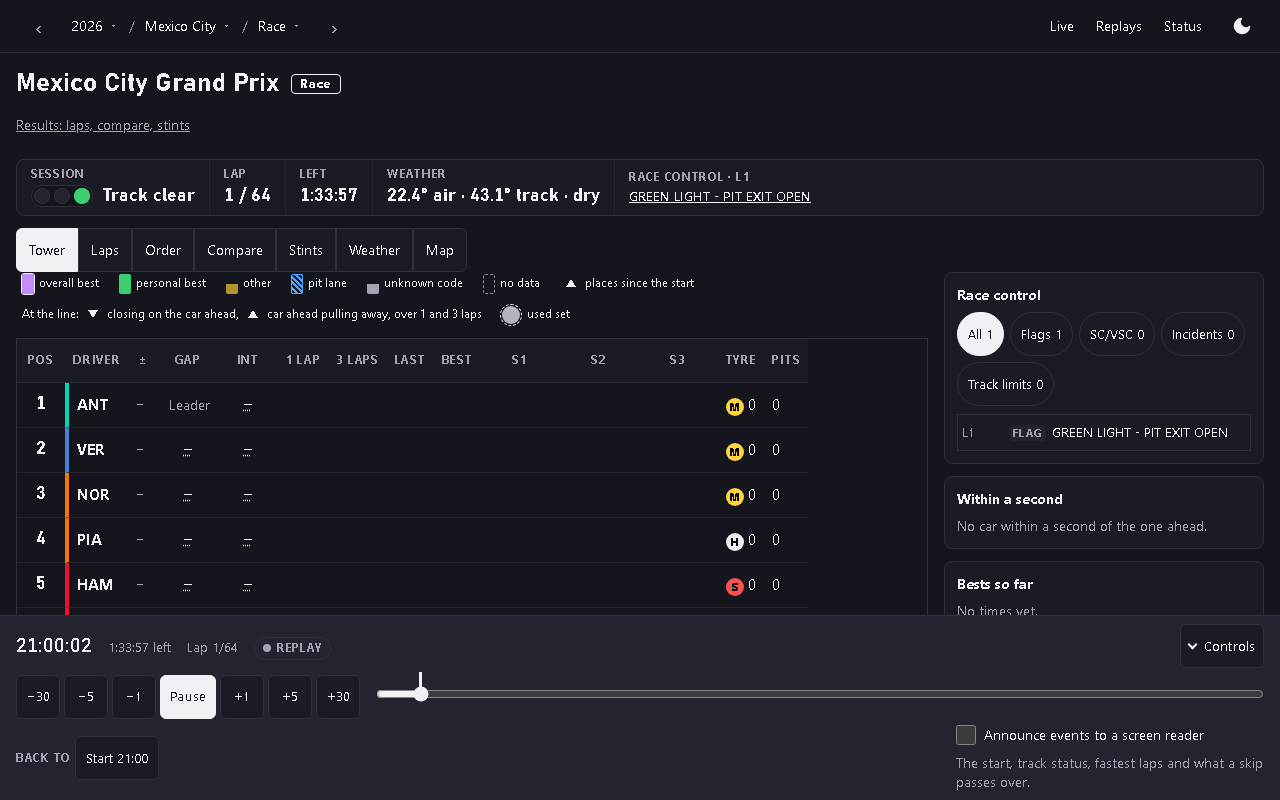 ‹ 2026 / Mexico City / Race ›
Live Replays Status
Mexico City Grand Prix Race
Results: laps, compare, stints
SESSION LAP LEFT WEATHER RACE CONTROL · L1
Track clear 1 / 64 1:33:57 22.4° air · 43.1° track · dry GREEN LIGHT - PIT EXIT OPEN
Tower Laps Order Compare Stints Weather Map
overall best personal best other pit lane unknown code no data ▲ places since the start
At the line: ▼ closing on the car ahead, ▲ car ahead pulling away, over 1 and 3 laps used set
POS DRIVER ± GAP INT 1 LAP 3 LAPS LAST BEST S1 S2 S3 TYRE PITS
1 ANT – Leader — M 0 0
2 VER – — — M 0 0
3 NOR – — — M 0 0
4 PIA – — — H 0 0
5 HAM – — — S 0 0
Race control
All 1 Flags 1 SC/VSC 0 Incidents 0
Track limits 0
L1 FLAG GREEN LIGHT - PIT EXIT OPEN
Within a second
No car within a second of the one ahead.
Bests so far
No times yet.
21:00:02 1:33:57 left Lap 1/64 REPLAY
Controls
−30 −5 −1 Pause +1 +5 +30
BACK TO Start 21:00
Announce events to a screen reader
The start, track status, fastest laps and what a skip
passes over.